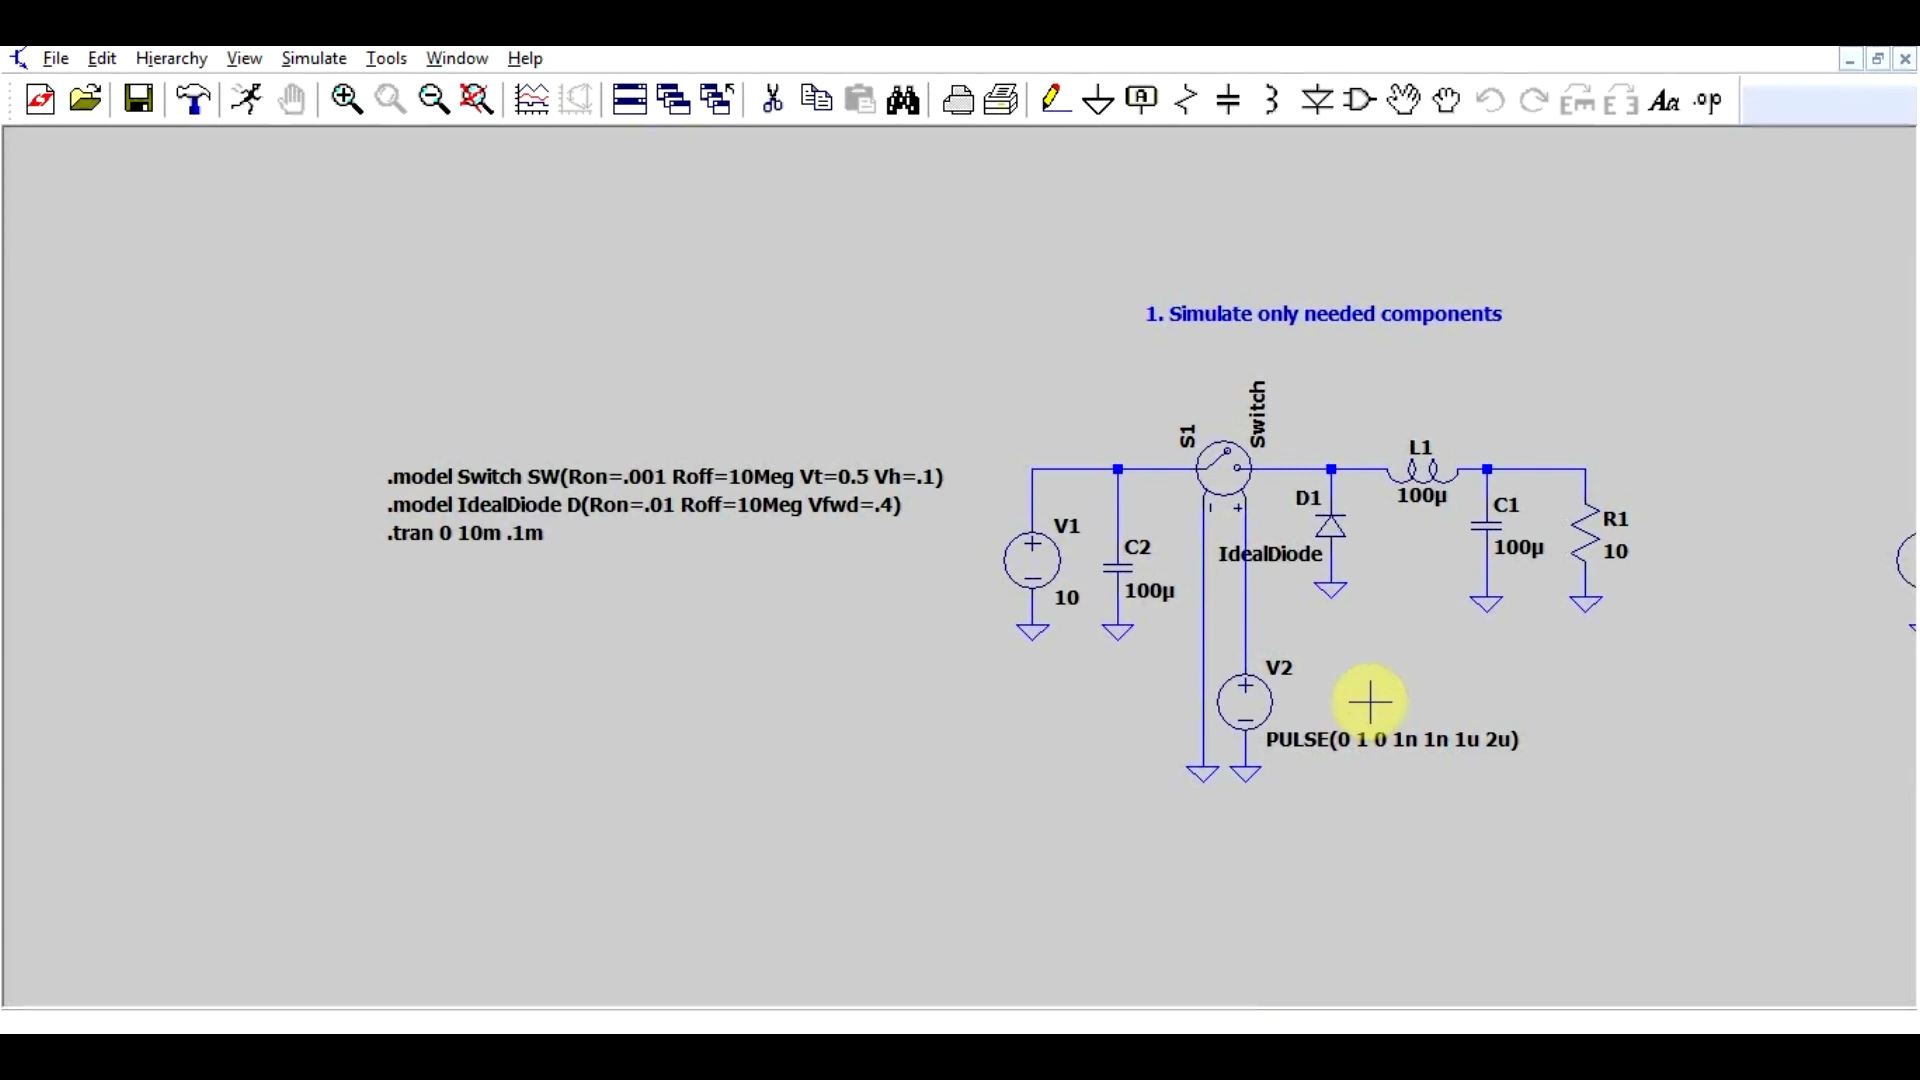 File Edit Hierarchy View Simulate Tools Window Help
A Aa .op
1. Simulate only needed components
.model Switch SW(Ron=.001 Roff=10Meg Vt=0.5 Vh=.1)
.model IdealDiode D(Ron=.01 Roff=10Meg Vfwd=.4)
.tran 0 10m .1m
S1
Switch
V1
10
C2
100µ
D1
IdealDiode
L1
100µ
C1
100µ
R1
10
V2
PULSE(0 1 0 1n 1n 1u 2u)